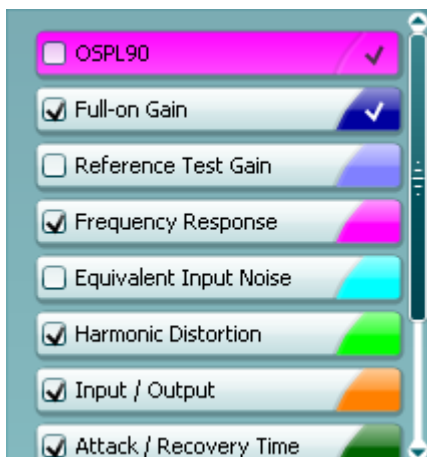 OSPL90
Full-on Gain
Reference Test Gain
Frequency Response
Equivalent Input Noise
Harmonic Distortion
Input / Output
Attack / Recovery Time